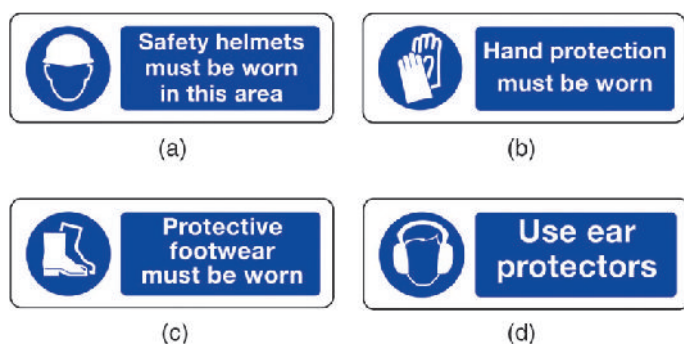 Safety helmets
must be worn
in this area
(a)
Hand protection
must be worn
(b)
Protective
footwear
must be worn
(c)
Use ear
protectors
(d)